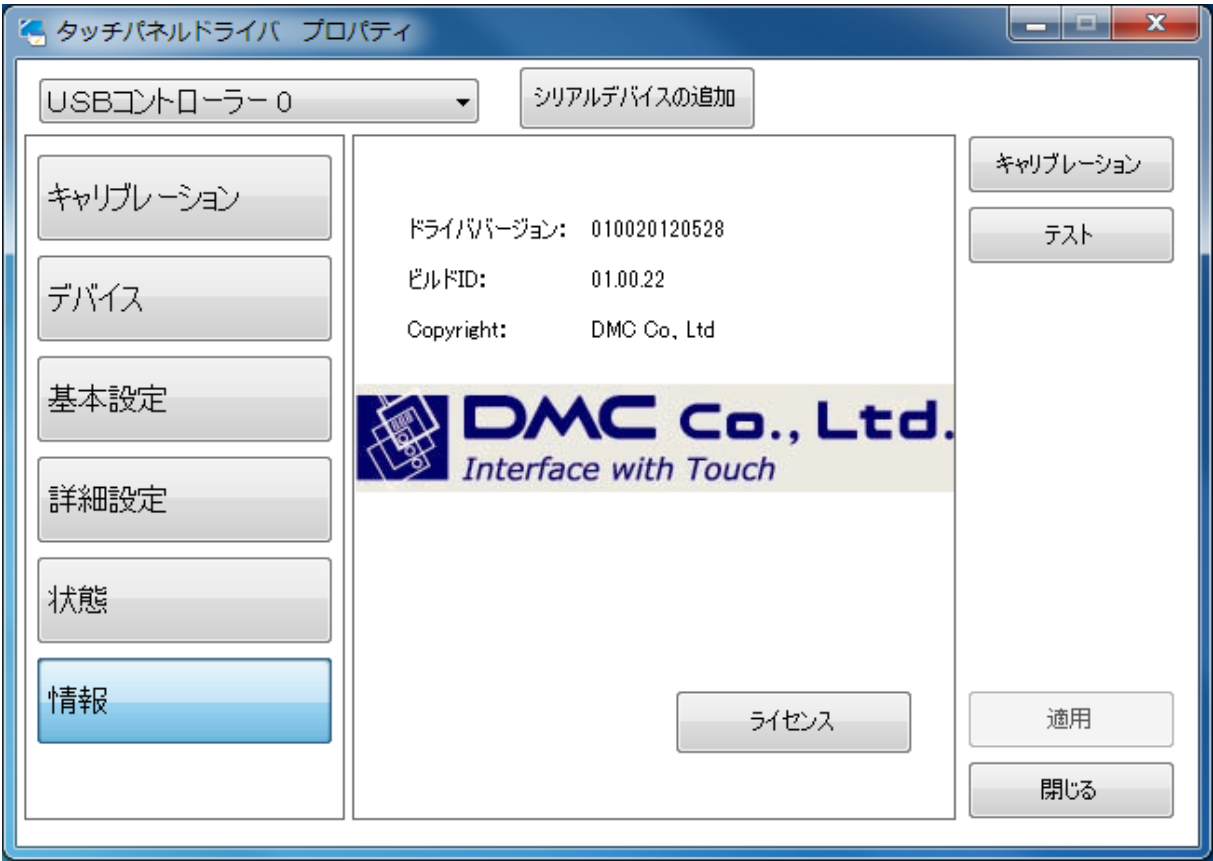 タッチパネルドライバ プロパティ
USBコントローラー 0
シリアルデバイスの追加
キャリブレーション
デバイス
基本設定
詳細設定
状態
情報
ドライババージョン: 010020120528
ビルドID: 01.00.22
Copyright: DMC Co., Ltd
DMC Co., Ltd.
Interface with Touch
ライセンス
キャリブレーション
テスト
適用
閉じる